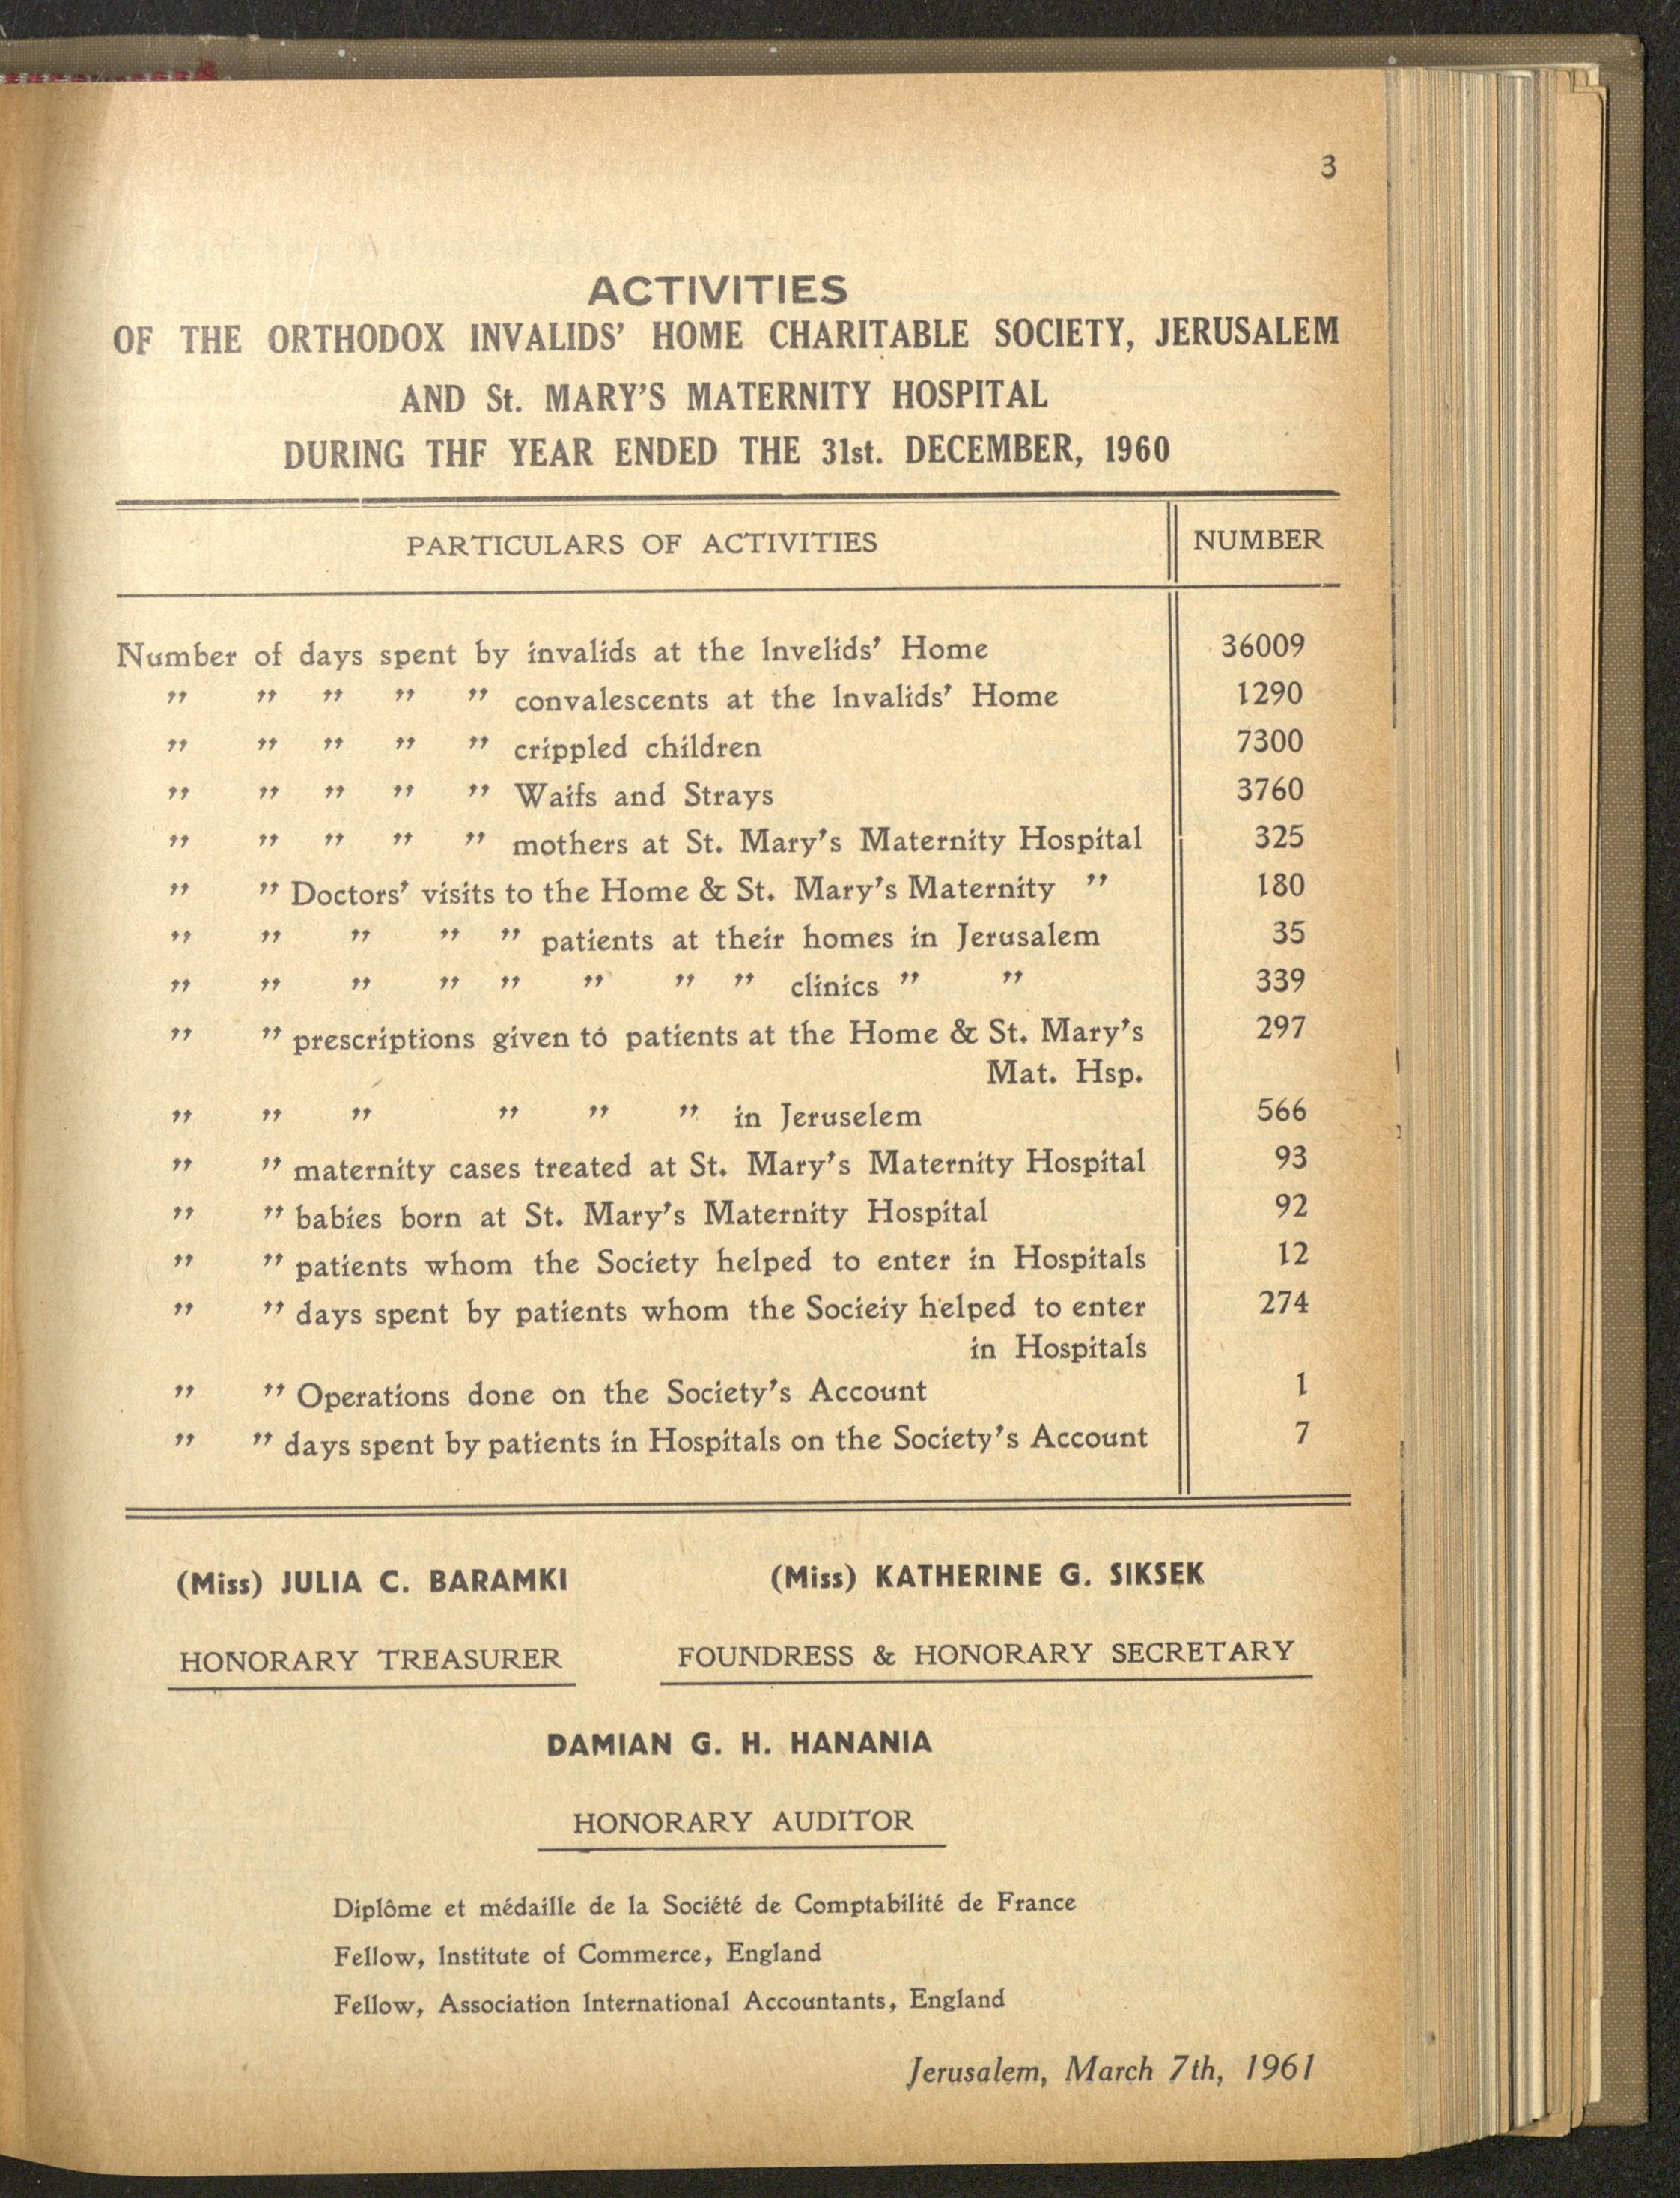 3
ACTIVITIES
OF THE ORTHODOX INVALIDS' HOME CHARITABLE SOCIETY, JERUSALEM
AND St. MARY'S MATERNITY HOSPITAL
DURING THF YEAR ENDED THE 31st. DECEMBER, 1960
PARTICULARS OF ACTIVITIES NUMBER
Number of days spent by invalids at the Invelids' Home 36009
" " " " " convalescents at the Invalids' Home 1290
" " " " " crippled children 7300
" " " " " Waifs and Strays 3760
" " " " " mothers at St. Mary's Maternity Hospital 325
" " Doctors' visits to the Home & St. Mary's Maternity " 180
" " " " " patients at their homes in Jerusalem 35
" " " " " " " " clinics " " 339
" " prescriptions given to patients at the Home & St. Mary's 297
Mat. Hsp.
" " " " " " in Jeruselem 566
" " maternity cases treated at St. Mary's Maternity Hospital 93
" " babies born at St. Mary's Maternity Hospital 92
" " patients whom the Society helped to enter in Hospitals 12
" " days spent by patients whom the Socieiy helped to enter 274
in Hospitals
" " Operations done on the Society's Account 1
" " days spent by patients in Hospitals on the Society's Account 7
(Miss) JULIA C. BARAMKI (Miss) KATHERINE G. SIKSEK
HONORARY TREASURER FOUNDRESS & HONORARY SECRETARY
DAMIAN G. H. HANANIA
HONORARY AUDITOR
Diplôme et médaille de la Société de Comptabilité de France
Fellow, Institute of Commerce, England
Fellow, Association International Accountants, England
Jerusalem, March 7th, 1961